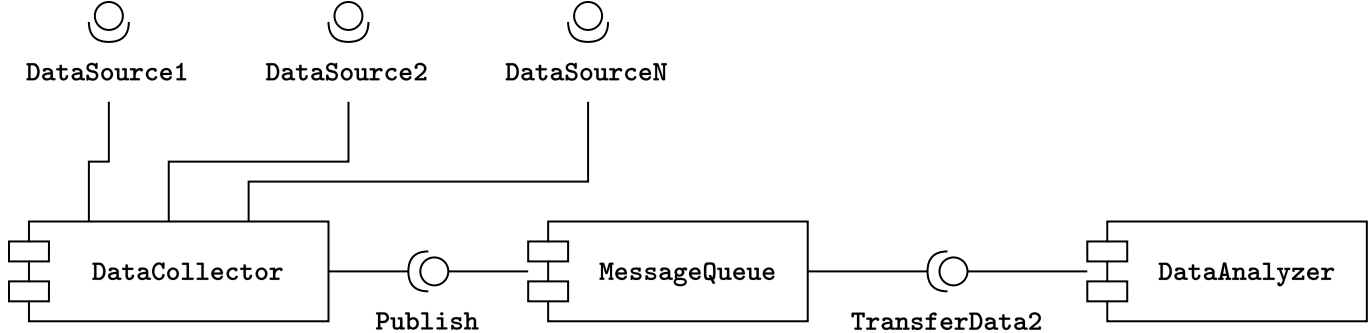 DataSource1
DataSource2
DataSourceN
DataCollector
MessageQueue
DataAnalyzer
Publish
TransferData2